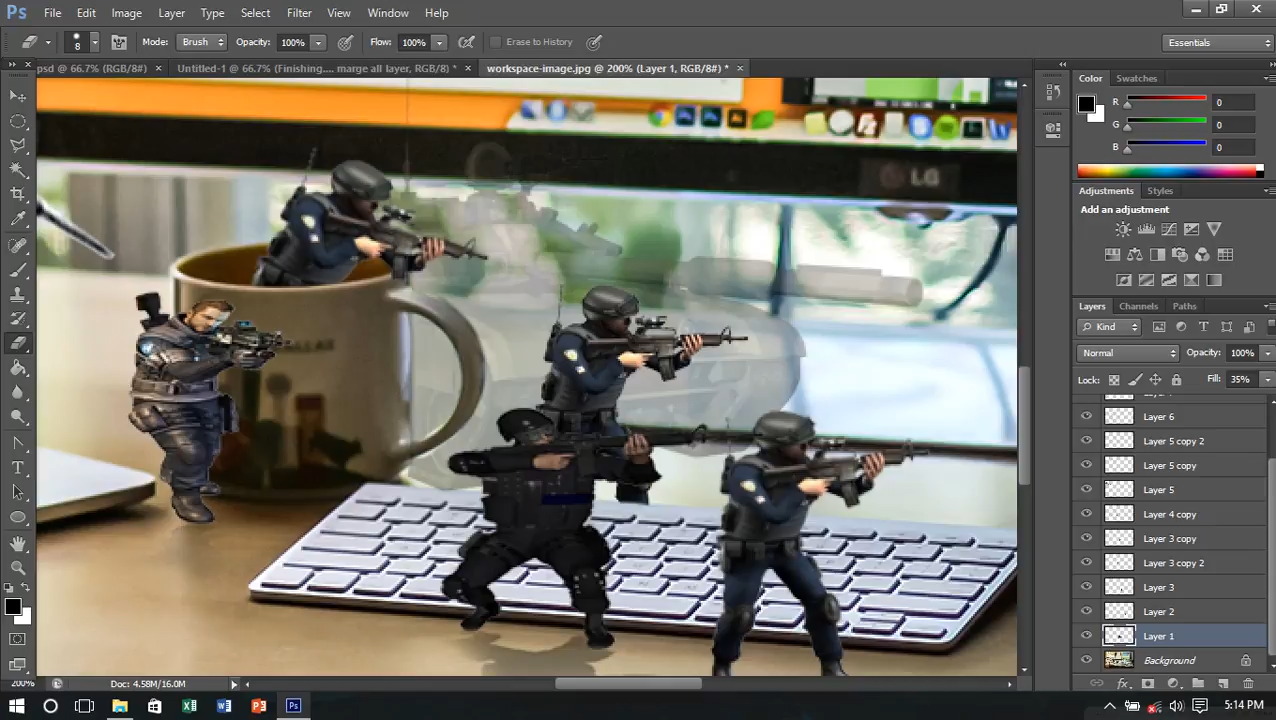 Ps File Edit Image Layer Type Select Filter 3D View Window Help
8 Mode: Brush Opacity: 100% Flow: 100% Erase to History Essentials
psd @ 66.7% (RGB/8#) × Untitled-1 @ 66.7% (Finishing.... marge all layer, RGB/8) * × workspace-image.jpg @ 200% (Layer 1, RGB/8#) * ×
Color Swatches
R 0
G 0
B 0
LG
Adjustments Styles
Add an adjustment
Layers Channels Paths
Kind
Normal Opacity: 100%
Lock: Fill: 35%
Layer 6
Layer 5 copy 2
Layer 5 copy
Layer 5
Layer 4 copy
Layer 3 copy
Layer 3 copy 2
Layer 3
Layer 2
Layer 1
Background
200% Doc: 4.58M/16.0M
5:14 PM